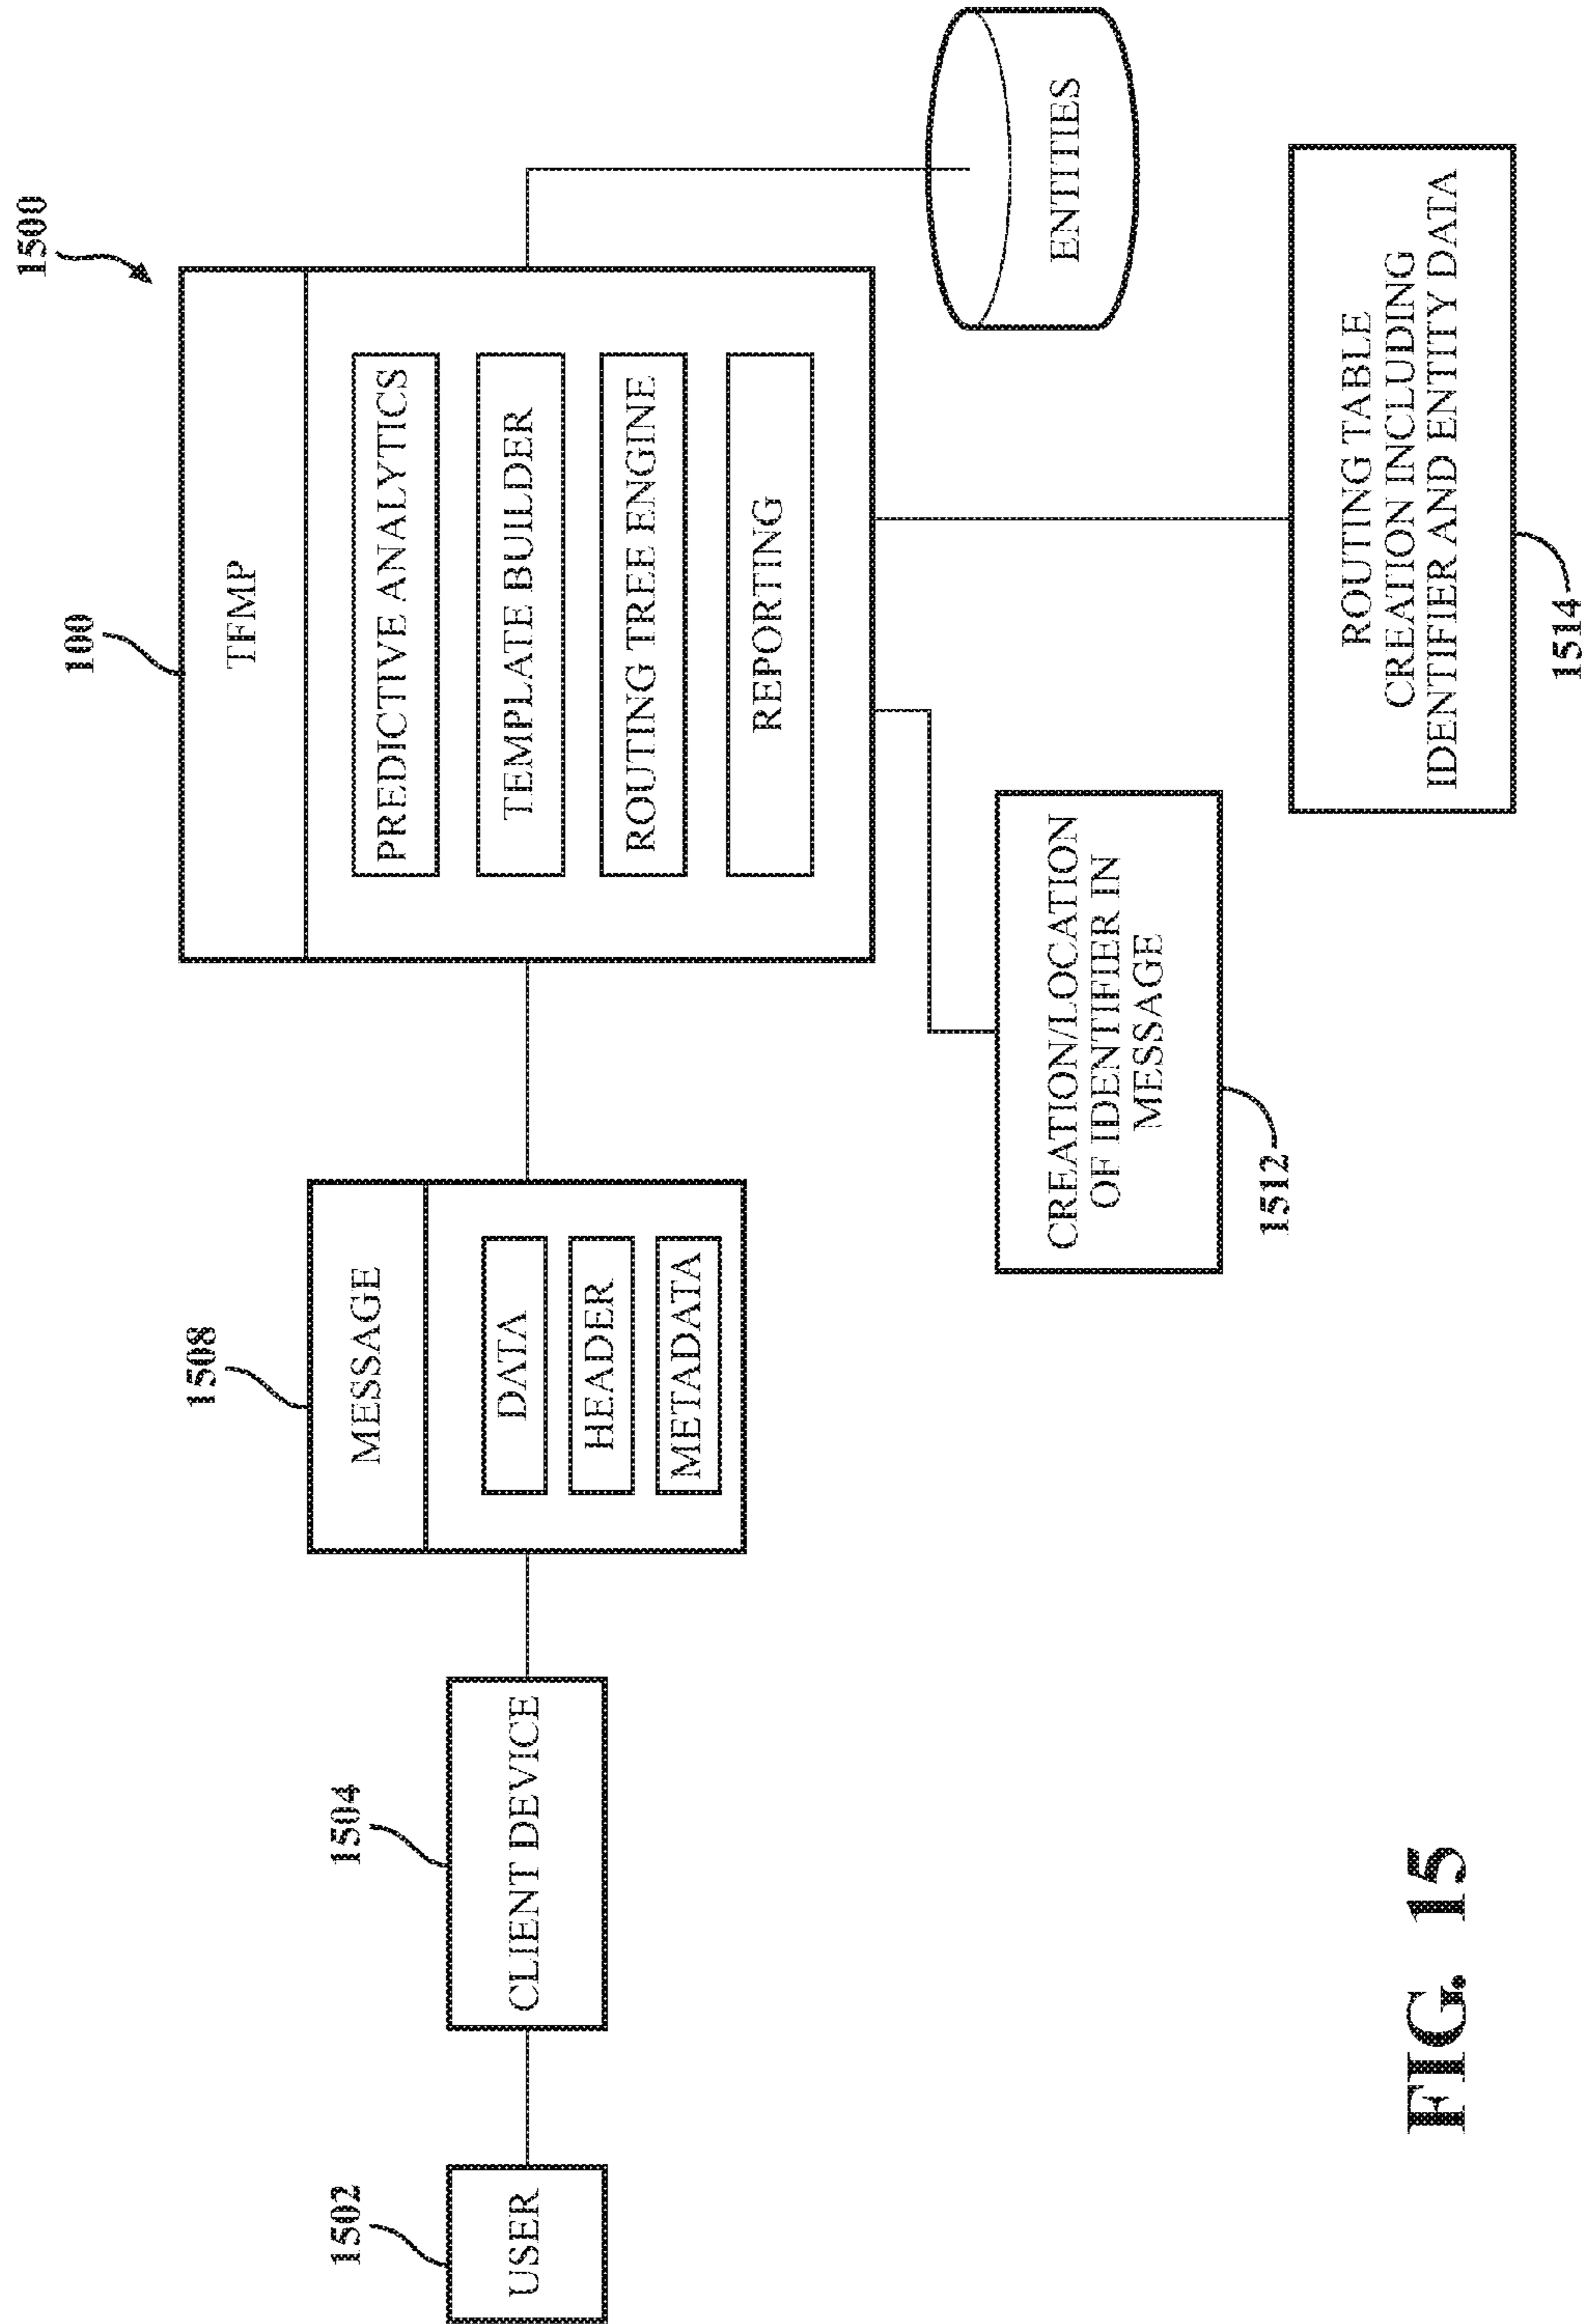 1500
100
TFMP
PREDICTIVE ANALYTICS
TEMPLATE BUILDER
ROUTING TREE ENGINE
REPORTING
ENTITIES
1508
MESSAGE
DATA
HEADER
METADATA
1504
CLIENT DEVICE
1502
USER
CREATION/LOCATION
OF IDENTIFIER IN
MESSAGE
1512
ROUTING TABLE
CREATION INCLUDING
IDENTIFIER AND ENTITY DATA
1514
FIG. 15